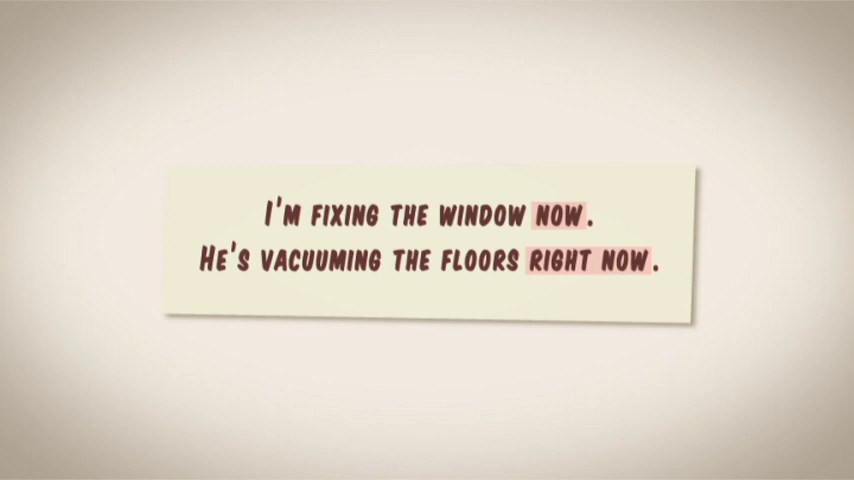 I'm fixing the window now.
He's vacuuming the floors right now.